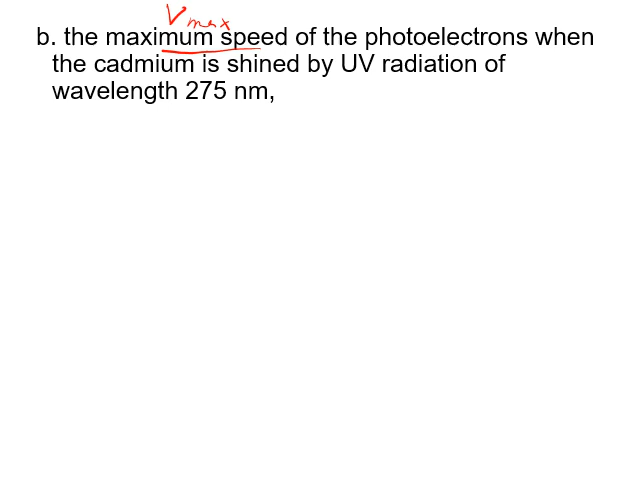 Vmax
b. the maximum speed of the photoelectrons when
the cadmium is shined by UV radiation of
wavelength 275 nm,